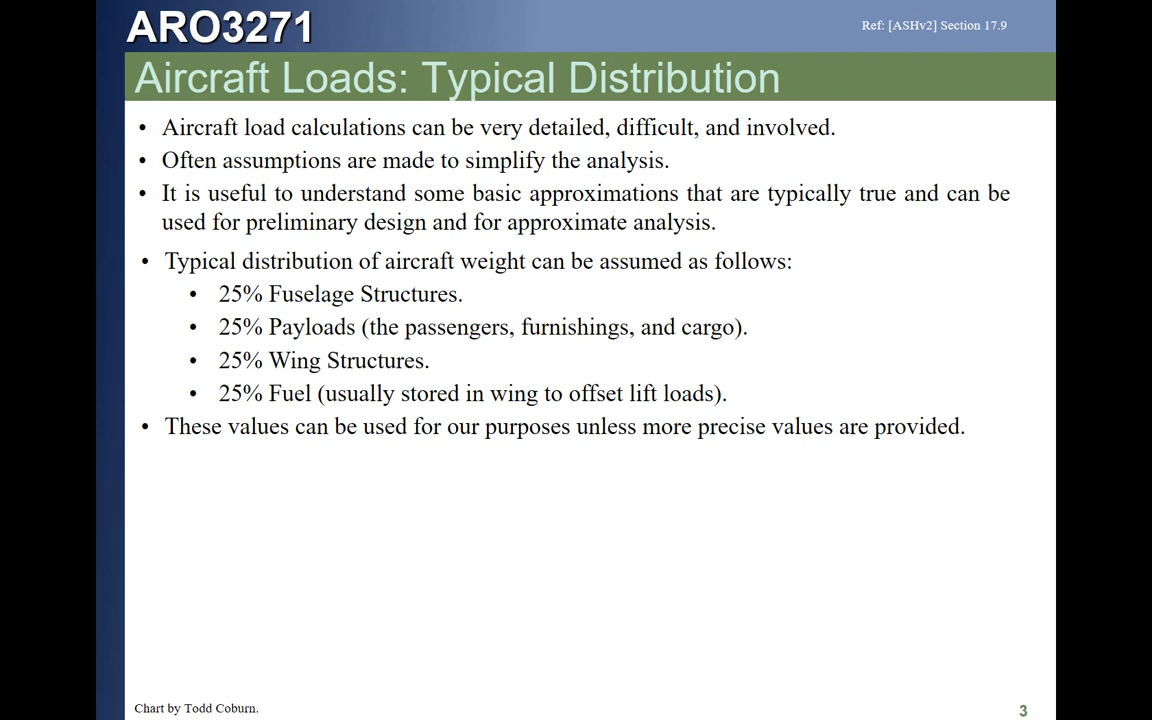 ARO3271
Ref: [ASHv2] Section 17.9
Aircraft Loads: Typical Distribution
• Aircraft load calculations can be very detailed, difficult, and involved.
• Often assumptions are made to simplify the analysis.
• It is useful to understand some basic approximations that are typically true and can be
used for preliminary design and for approximate analysis.
• Typical distribution of aircraft weight can be assumed as follows:
• 25% Fuselage Structures.
• 25% Payloads (the passengers, furnishings, and cargo).
• 25% Wing Structures.
• 25% Fuel (usually stored in wing to offset lift loads).
• These values can be used for our purposes unless more precise values are provided.
Chart by Todd Coburn.
3